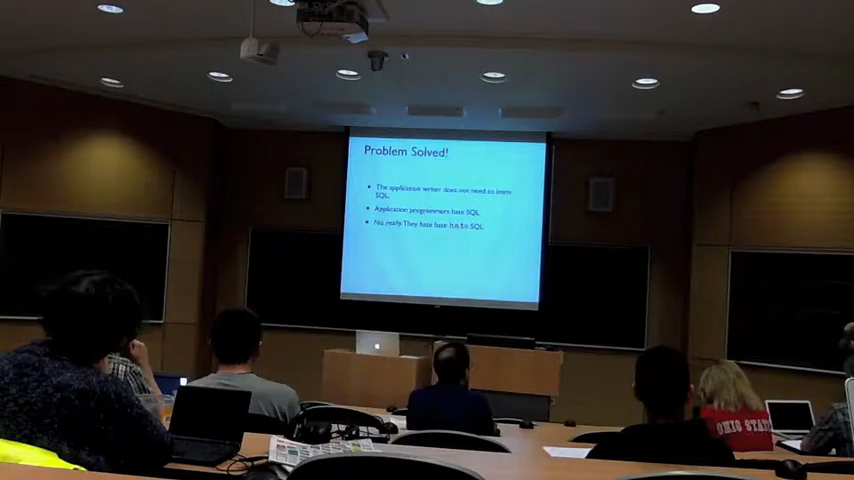 Problem Solved!
• The application writer does not need to learn
SQL.
• Application programmers hate SQL
• No, really. They hate hate h.a.t.e SQL
OHIO STATE